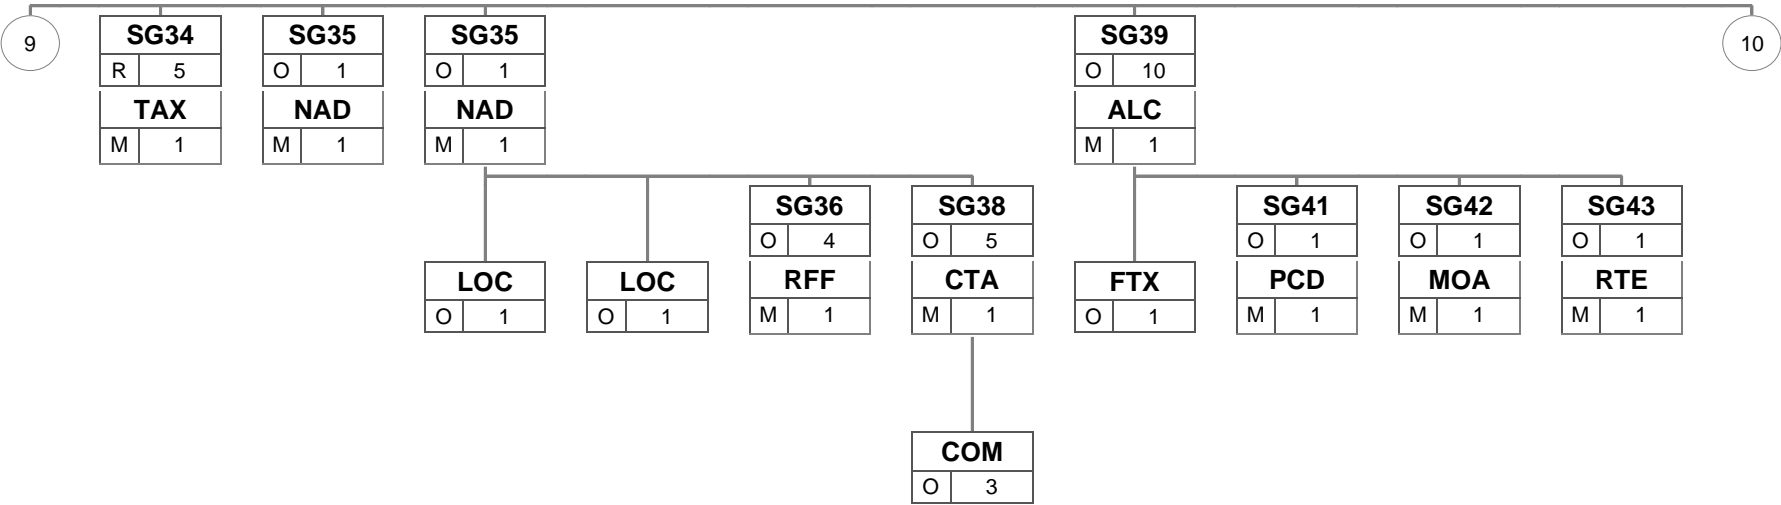 9
SG34 SG35 SG35 SG39
10
R 5 O 1 O 1 O 10
TAX NAD NAD ALC
M 1 M 1 M 1 M 1
SG36 SG38 SG41 SG42 SG43
O 4 O 5 O 1 O 1 O 1
LOC LOC RFF CTA FTX PCD MOA RTE
O 1 O 1 M 1 M 1 O 1 M 1 M 1 M 1
COM
O 3